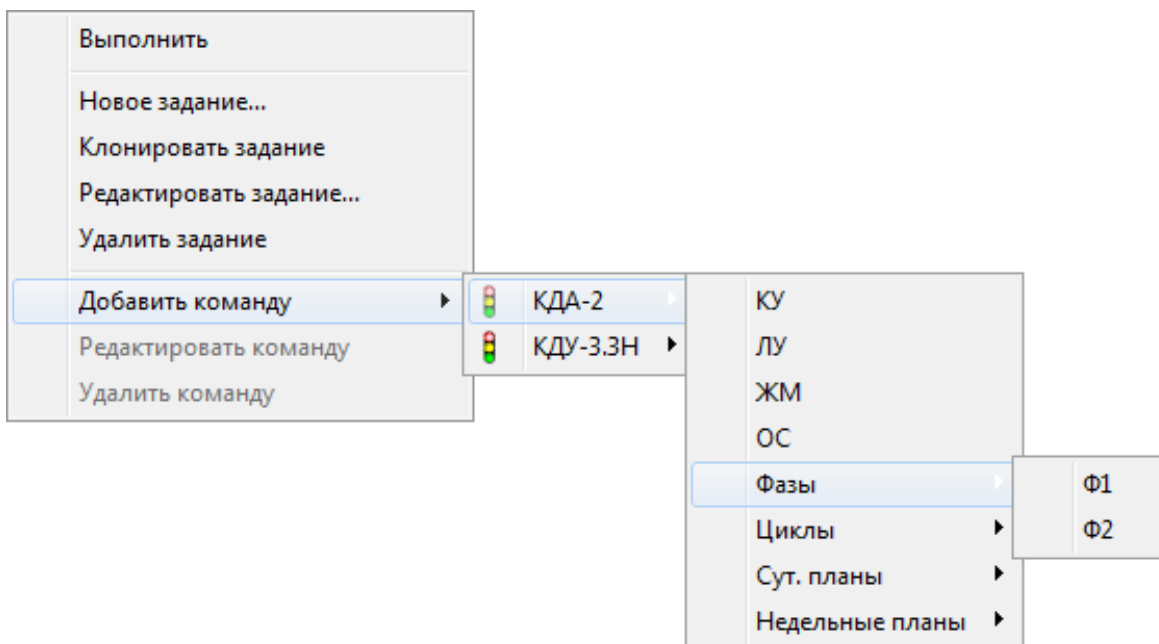 Выполнить
Новое задание...
Клонировать задание
Редактировать задание...
Удалить задание
Добавить команду
Редактировать команду
Удалить команду
КДА-2
КДУ-3.3Н
КУ
ЛУ
ЖМ
ОС
Фазы
Циклы
Сут. планы
Недельные планы
Ф1
Ф2